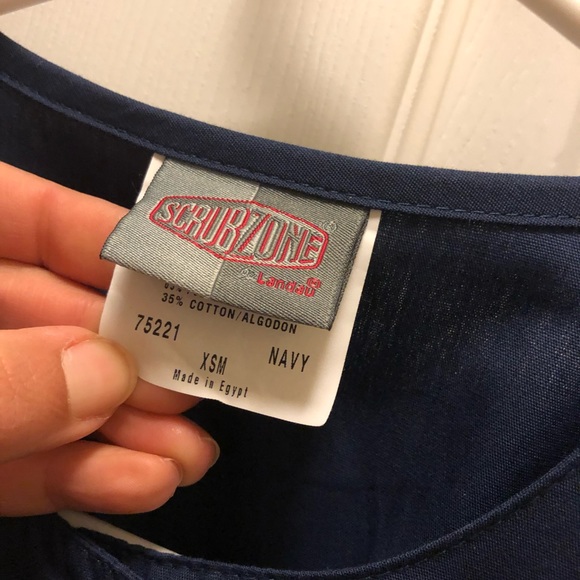 SCRUBZONE
by Landau
35% COTTON/ALGODON
75221
XSM NAVY
Made in Egypt